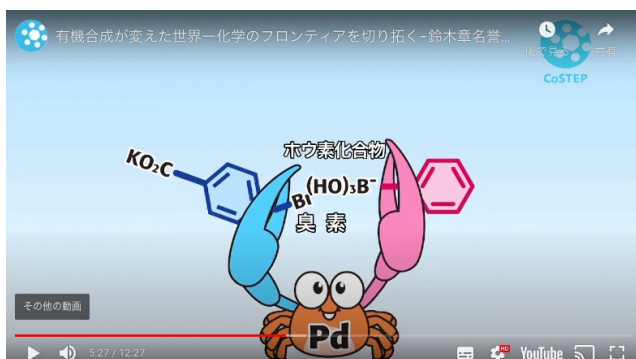 有機合成が変えた世界ー化学のフロンティアを切り拓くｰ鈴木章名誉...
後で見る
共有
CoSTEP
ホウ素化合物
KO₂C
Br
(HO)₃B⁻
臭素
Pd
その他の動画
5:27 / 12:27
HD
YouTube